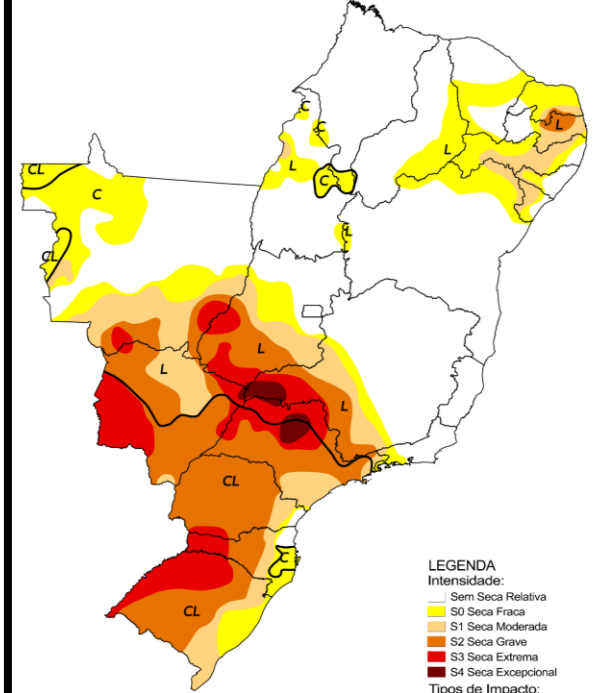 C
C
L
L
L
C
CL
C
L
CL
L
L
L
CL
C
CL
LEGENDA
Intensidade:
Sem Seca Relativa
S0 Seca Fraca
S1 Seca Moderada
S2 Seca Grave
S3 Seca Extrema
S4 Seca Excepcional
Tipos de Impacto: